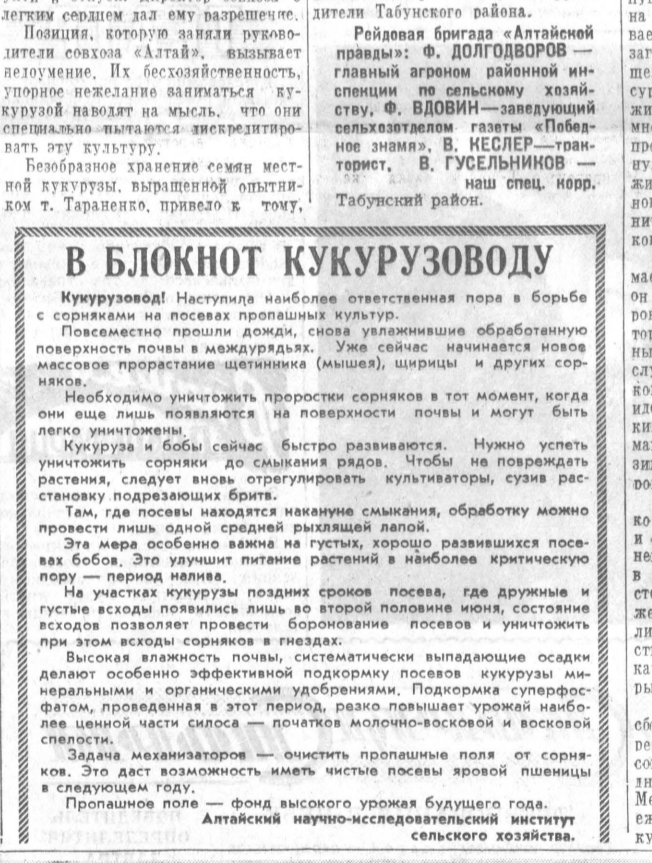 легким сердцем дал ему разрешение.
Позиция, которую заняли руково-
дители совхоза «Алтай», вызывает
недоумение. Их бесхозяйственность,
упорное нежелание заниматься ку-
курузой наводят на мысль, что они
специально пытаются дискредитиро-
вать эту культуру.
Безобразное хранение семян мест-
ной кукурузы, выращенной опытни-
ком т. Тараненко, привело к тому,
дители Табунского района.
Рейдовая бригада «Алтайской
правды»: Ф. ДОЛГОДВОРОВ —
главный агроном районной ин-
спекции по сельскому хозяй-
ству, Ф. ВДОВИН—заведующий
сельхозотделом газеты «Побед-
ное знамя», В. КЕСЛЕР—трак-
торист, В. ГУСЕЛЬНИКОВ —
наш спец. корр.
Табунский район.
В БЛОКНОТ КУКУРУЗОВОДУ
Кукурузовод! Наступила наиболее ответственная пора в борьбе
с сорняками на посевах пропашных культур.
Повсеместно прошли дожди, снова увлажнившие обработанную
поверхность почвы в междурядьях. Уже сейчас начинается новое
массовое прорастание щетинника (мышея), щирицы и других сор-
няков.
Необходимо уничтожить проростки сорняков в тот момент, когда
они еще лишь появляются на поверхности почвы и могут быть
легко уничтожены.
Кукуруза и бобы сейчас быстро развиваются. Нужно успеть
уничтожить сорняки до смыкания рядов. Чтобы не повреждать
растения, следует вновь отрегулировать культиваторы, сузив рас-
становку подрезающих бритв.
Там, где посевы находятся накануне смыкания, обработку можно
провести лишь одной средней рыхлящей лапой.
Эта мера особенно важна на густых, хорошо развившихся посе-
вах бобов. Это улучшит питание растений в наиболее критическую
пору — период налива.
На участках кукурузы поздних сроков посева, где дружные и
густые всходы появились лишь во второй половине июня, состояние
всходов позволяет провести боронование посевов и уничтожить
при этом всходы сорняков в гнездах.
Высокая влажность почвы, систематически выпадающие осадки
делают особенно эффективной подкормку посевов кукурузы ми-
неральными и органическими удобрениями. Подкормка суперфос-
фатом, проведенная в этот период, резко повышает урожай наибо-
лее ценной части силоса — початков молочно-восковой и восковой
спелости.
Задача механизаторов — очистить пропашные поля от сорня-
ков. Это даст возможность иметь чистые посевы яровой пшеницы
в следующем году.
Пропашное поле — фонд высокого урожая будущего года.
Алтайский научно-исследовательский институт
сельского хозяйства.